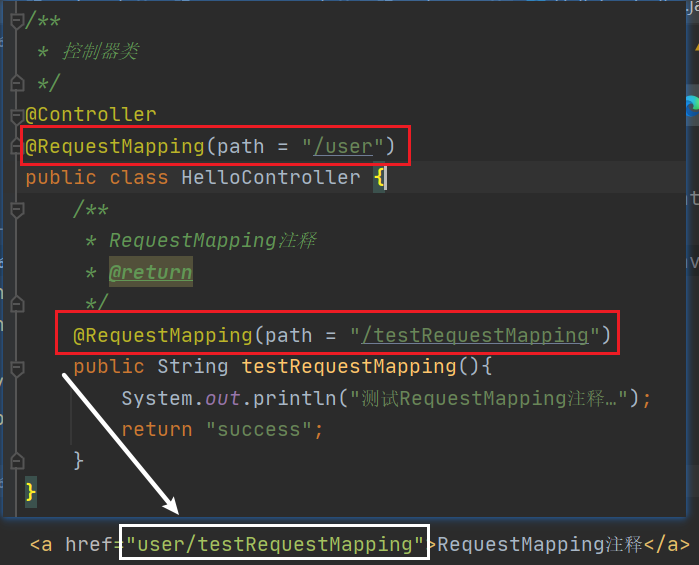 /**
* 控制器类
*/
@Controller
@RequestMapping(path = "/user")
public class HelloController {
/**
* RequestMapping注释
* @return
*/
@RequestMapping(path = "/testRequestMapping")
public String testRequestMapping(){
System.out.println("测试RequestMapping注释…");
return "success";
}
}
<a href="user/testRequestMapping">RequestMapping注释</a>